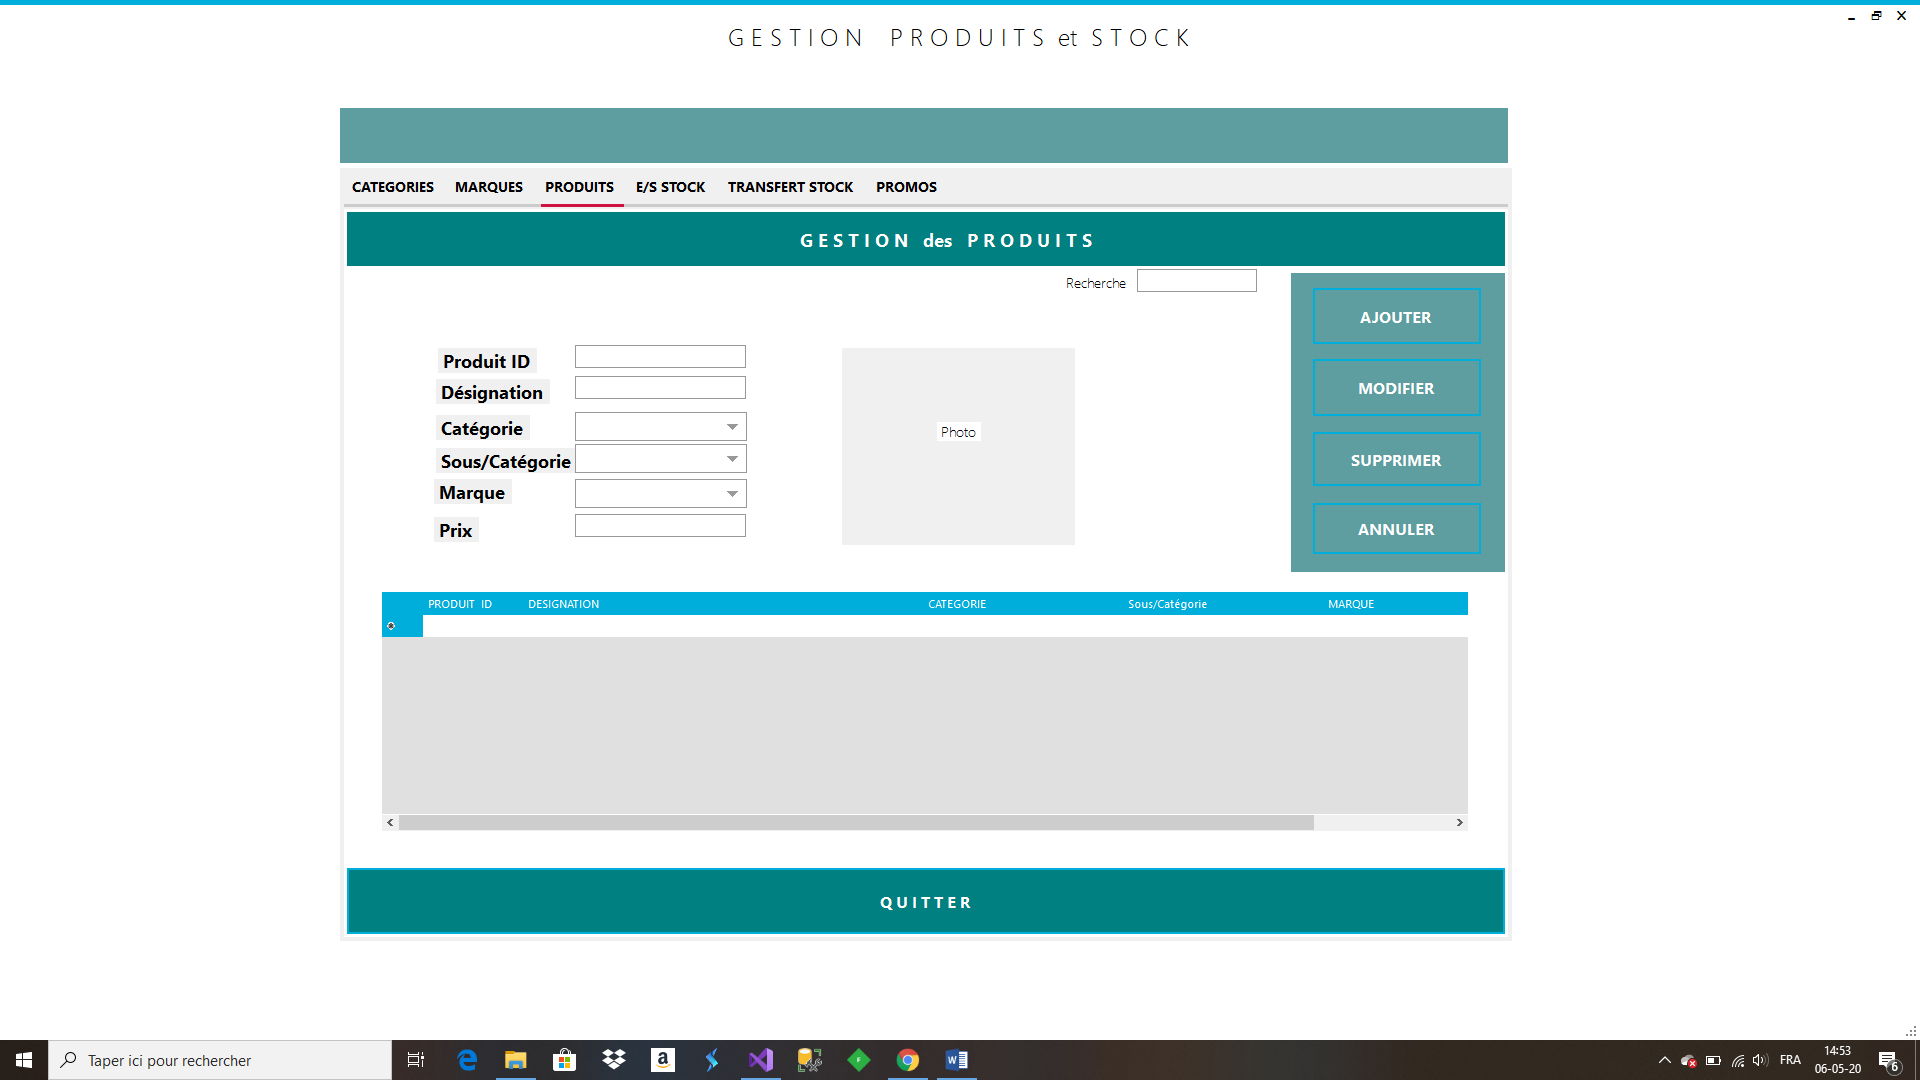 GESTION PRODUITS et STOCK
CATEGORIES MARQUES PRODUITS E/S STOCK TRANSFERT STOCK PROMOS
GESTION des PRODUITS
Recherche
AJOUTER
Produit ID
Désignation
MODIFIER
Catégorie
Photo
Sous/Catégorie
SUPPRIMER
Marque
Prix
ANNULER
PRODUIT ID DESIGNATION CATEGORIE Sous/Catégorie MARQUE
QUITTER
Taper ici pour rechercher
a
F
W
FRA
14:53
06-05-20
6